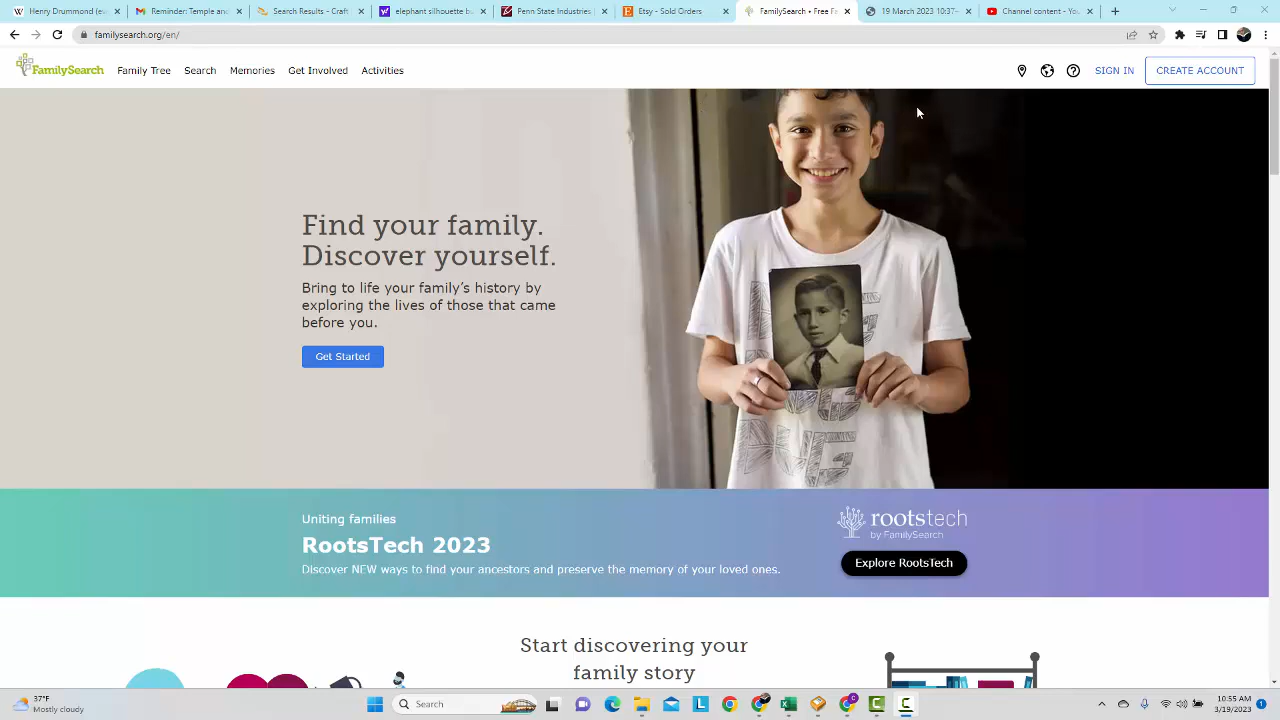 Henry Drummond (ev
Reminder: Temple and
Search Results - Craft
elephant silhouette b
Penn State Industries |
Etsy - Sold Orders
FamilySearch • Free Fa
19 March 2023 10:37-
Channel content - You
familysearch.org/en/
FamilySearch
Family Tree
Search
Memories
Get Involved
Activities
SIGN IN
CREATE ACCOUNT
Find your family.
Discover yourself.
Bring to life your family's history by
exploring the lives of those that came
before you.
Get Started
Uniting families
RootsTech 2023
Discover NEW ways to find your ancestors and preserve the memory of your loved ones.
rootstech
by FamilySearch
Explore RootsTech
Start discovering your
family story
37°F
Mostly cloudy
Search
10:55 AM
3/19/2023